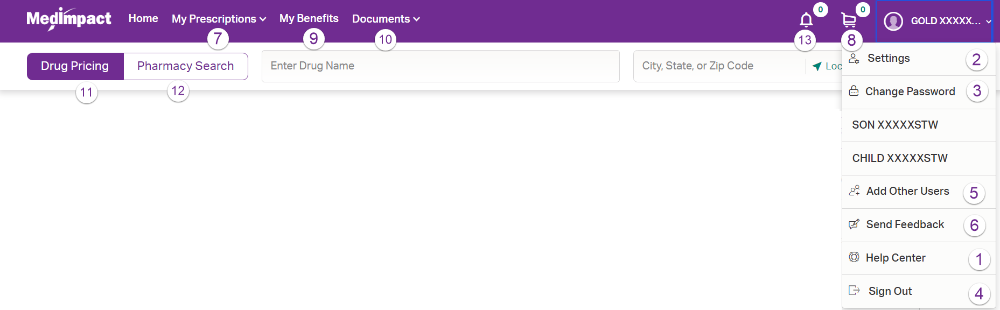 MedImpact Home My Prescriptions My Benefits Documents 0 0 GOLD XXXXX...
7 9 10 13 8
Drug Pricing Pharmacy Search Enter Drug Name City, State, or Zip Code Loc
11 12
Settings 2
Change Password 3
SON XXXXXSTW
CHILD XXXXXSTW
Add Other Users 5
Send Feedback 6
Help Center 1
Sign Out 4